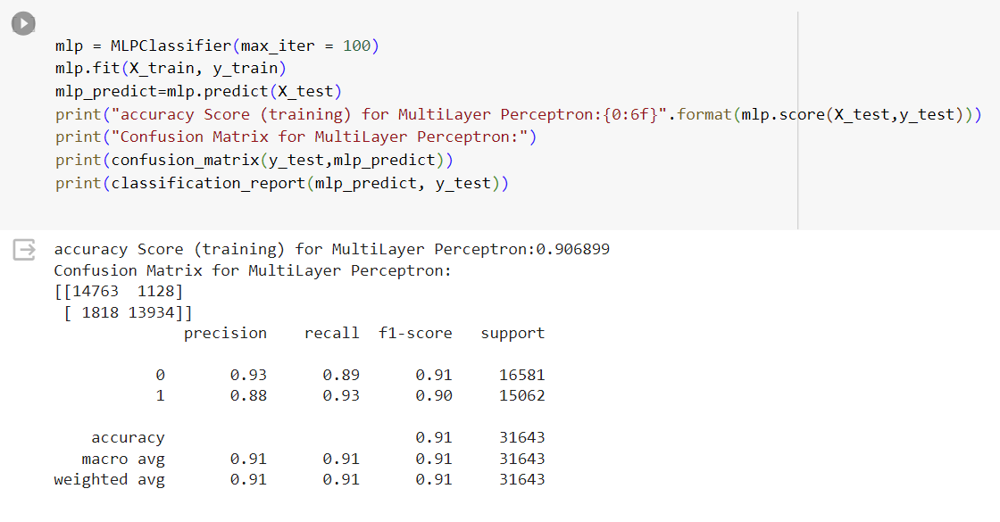 mlp = MLPClassifier(max_iter = 100)
mlp.fit(X_train, y_train)
mlp_predict=mlp.predict(X_test)
print("accuracy Score (training) for MultiLayer Perceptron:{0:6f}".format(mlp.score(X_test,y_test)))
print("Confusion Matrix for MultiLayer Perceptron:")
print(confusion_matrix(y_test,mlp_predict))
print(classification_report(mlp_predict, y_test))
accuracy Score (training) for MultiLayer Perceptron:0.906899
Confusion Matrix for MultiLayer Perceptron:
[[14763  1128]
 [ 1818 13934]]
              precision    recall  f1-score   support
           0       0.93      0.89      0.91     16581
           1       0.88      0.93      0.90     15062
    accuracy                           0.91     31643
   macro avg       0.91      0.91      0.91     31643
weighted avg       0.91      0.91      0.91     31643